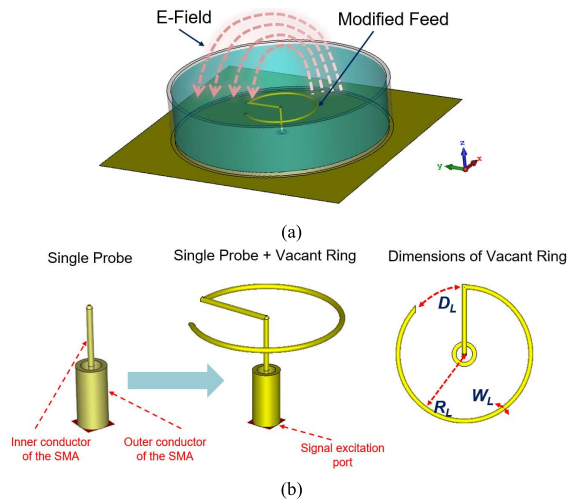 E-Field
Modified Feed
z
y
x
(a)
Single Probe
Single Probe + Vacant Ring
Dimensions of Vacant Ring
D_L
R_L
W_L
Inner conductor
of the SMA
Outer conductor
of the SMA
Signal excitation
port
(b)